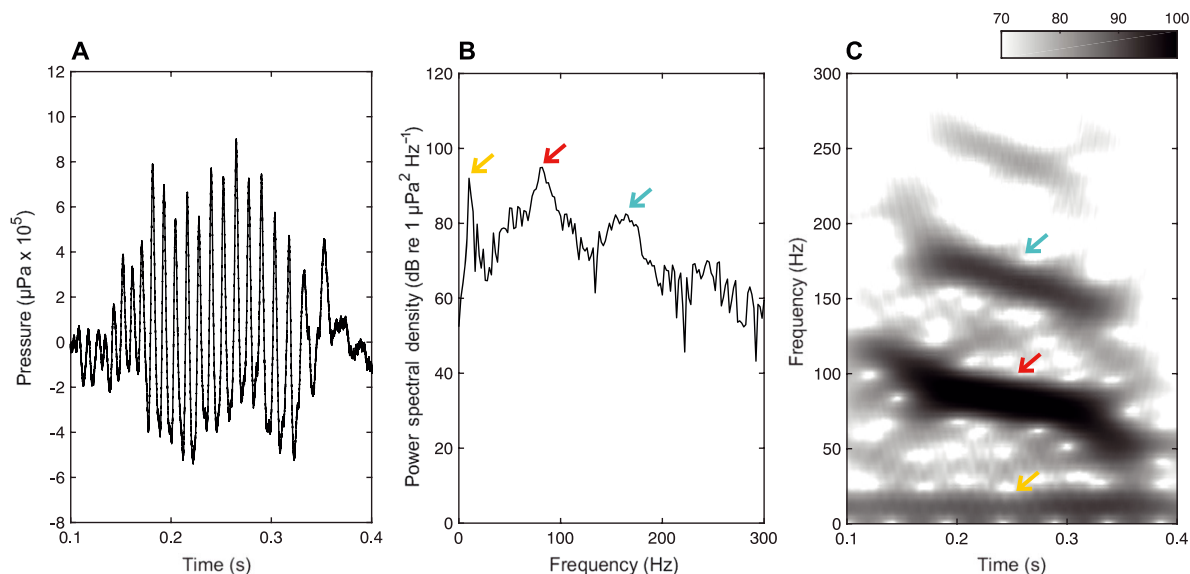 A
Pressure (µPa x 10⁵)
12
10
8
6
4
2
0
-2
-4
-6
-8
0.1 0.2 0.3 0.4
Time (s)
B
Power spectral density (dB re 1 µPa² Hz⁻¹)
120
100
80
60
40
20
0
0 100 200 300
Frequency (Hz)
70 80 90 100
C
Frequency (Hz)
300
250
200
150
100
50
0
0.1 0.2 0.3 0.4
Time (s)